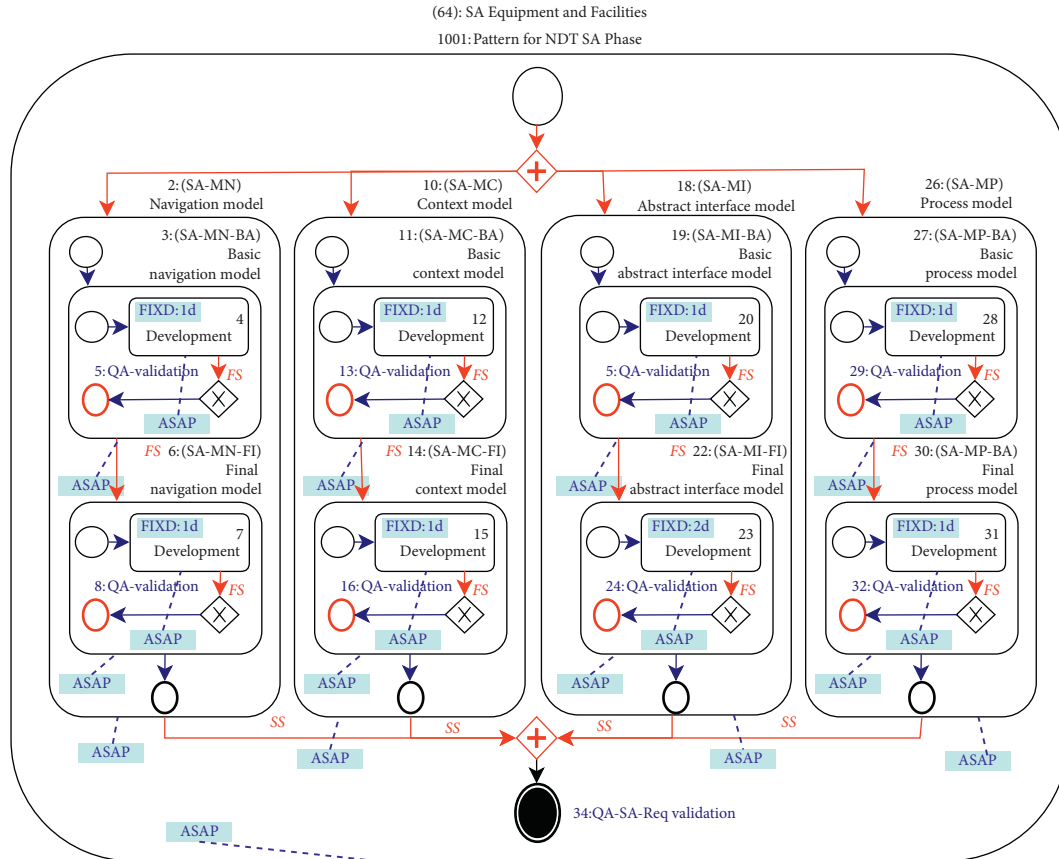 (64): SA Equipment and Facilities
1001: Pattern for NDT SA Phase
2: (SA-MN)
Navigation model
10: (SA-MC)
Context model
18: (SA-MI)
Abstract interface model
26: (SA-MP)
Process model
3: (SA-MN-BA)
Basic
navigation model
FIXD: 1d
4
Development
FS
5: QA-validation
ASAP
FS
ASAP
6: (SA-MN-FI)
Final
navigation model
FIXD: 1d
7
Development
FS
8: QA-validation
ASAP
ASAP
ASAP
SS
11: (SA-MC-BA)
Basic
context model
FIXD: 1d
12
Development
FS
13: QA-validation
ASAP
FS
ASAP
14: (SA-MC-FI)
Final
context model
FIXD: 1d
15
Development
FS
16: QA-validation
ASAP
ASAP
ASAP
SS
19: (SA-MI-BA)
Basic
abstract interface model
FIXD: 1d
20
Development
FS
5: QA-validation
ASAP
FS
ASAP
22: (SA-MI-FI)
Final
abstract interface model
FIXD: 2d
23
Development
FS
24: QA-validation
ASAP
ASAP
ASAP
SS
27: (SA-MP-BA)
Basic
process model
FIXD: 1d
28
Development
FS
29: QA-validation
ASAP
FS
ASAP
30: (SA-MP-BA)
Final
process model
FIXD: 1d
31
Development
FS
32: QA-validation
ASAP
ASAP
ASAP
SS
34: QA-SA-Req validation
ASAP